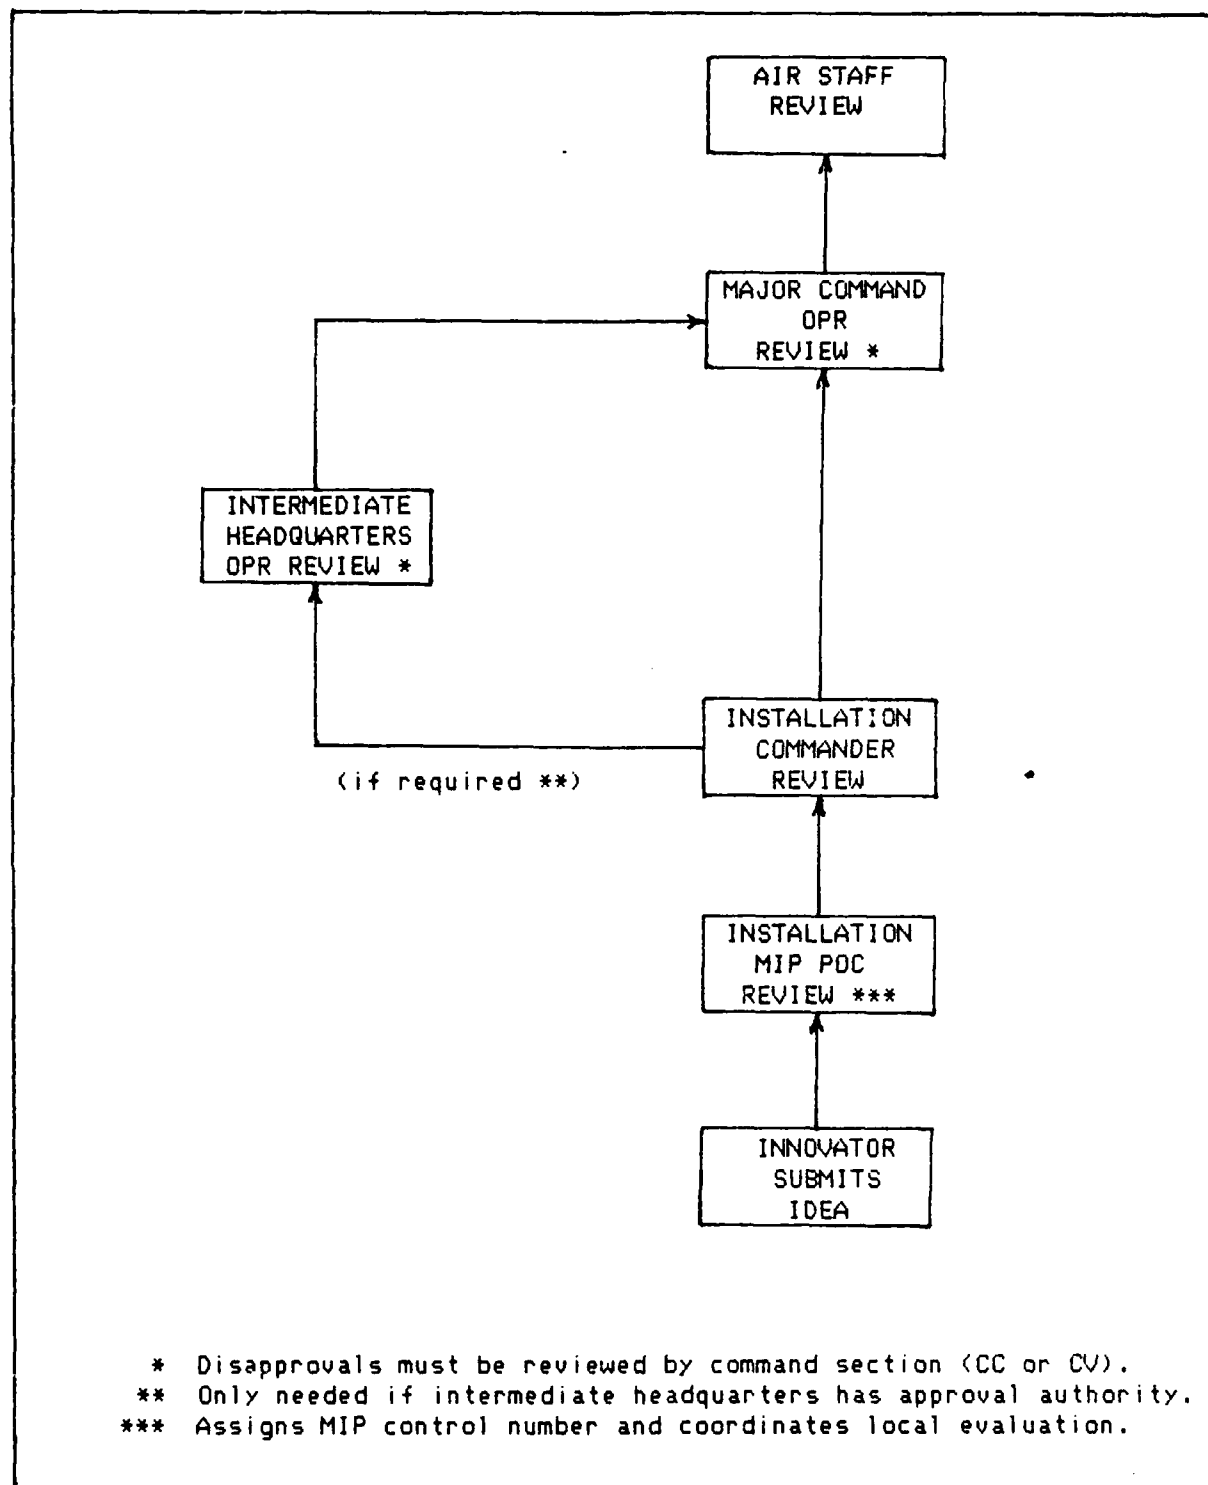 AIR STAFF
REVIEW
MAJOR COMMAND
OPR
REVIEW *
INTERMEDIATE
HEADQUARTERS
OPR REVIEW *
INSTALLATION
COMMANDER
REVIEW
(if required **)
INSTALLATION
MIP POC
REVIEW ***
INNOVATOR
SUBMITS
IDEA
* Disapprovals must be reviewed by command section (CC or CV).
** Only needed if intermediate headquarters has approval authority.
*** Assigns MIP control number and coordinates local evaluation.